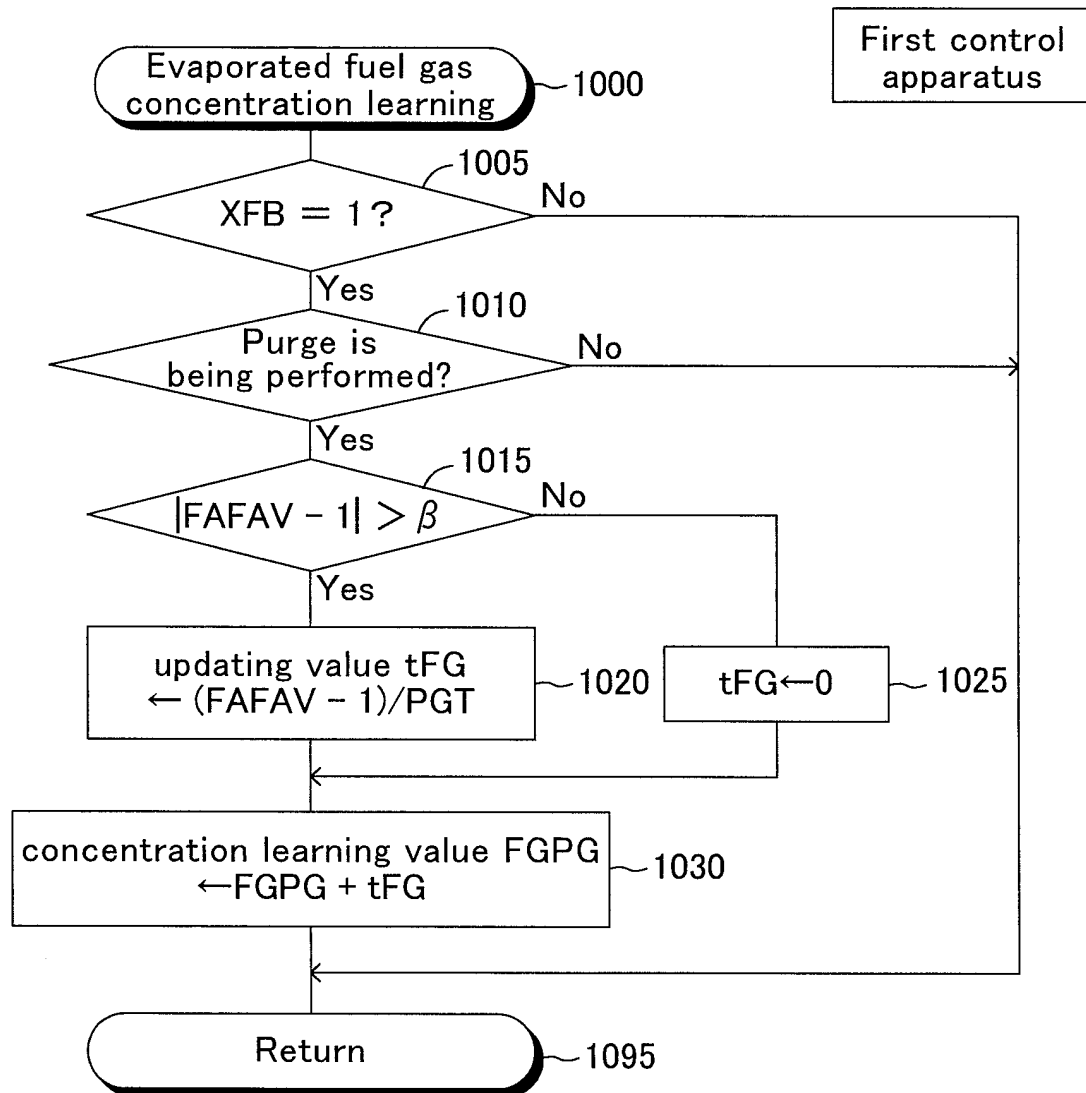 First control
apparatus
Evaporated fuel gas
concentration learning
1000
1005
XFB = 1?
No
Yes
1010
Purge is
being performed?
No
Yes
1015
|FAFAV - 1| > β
No
Yes
updating value tFG
← (FAFAV - 1)/PGT
1020
tFG←0
1025
concentration learning value FGPG
←FGPG + tFG
1030
Return
1095